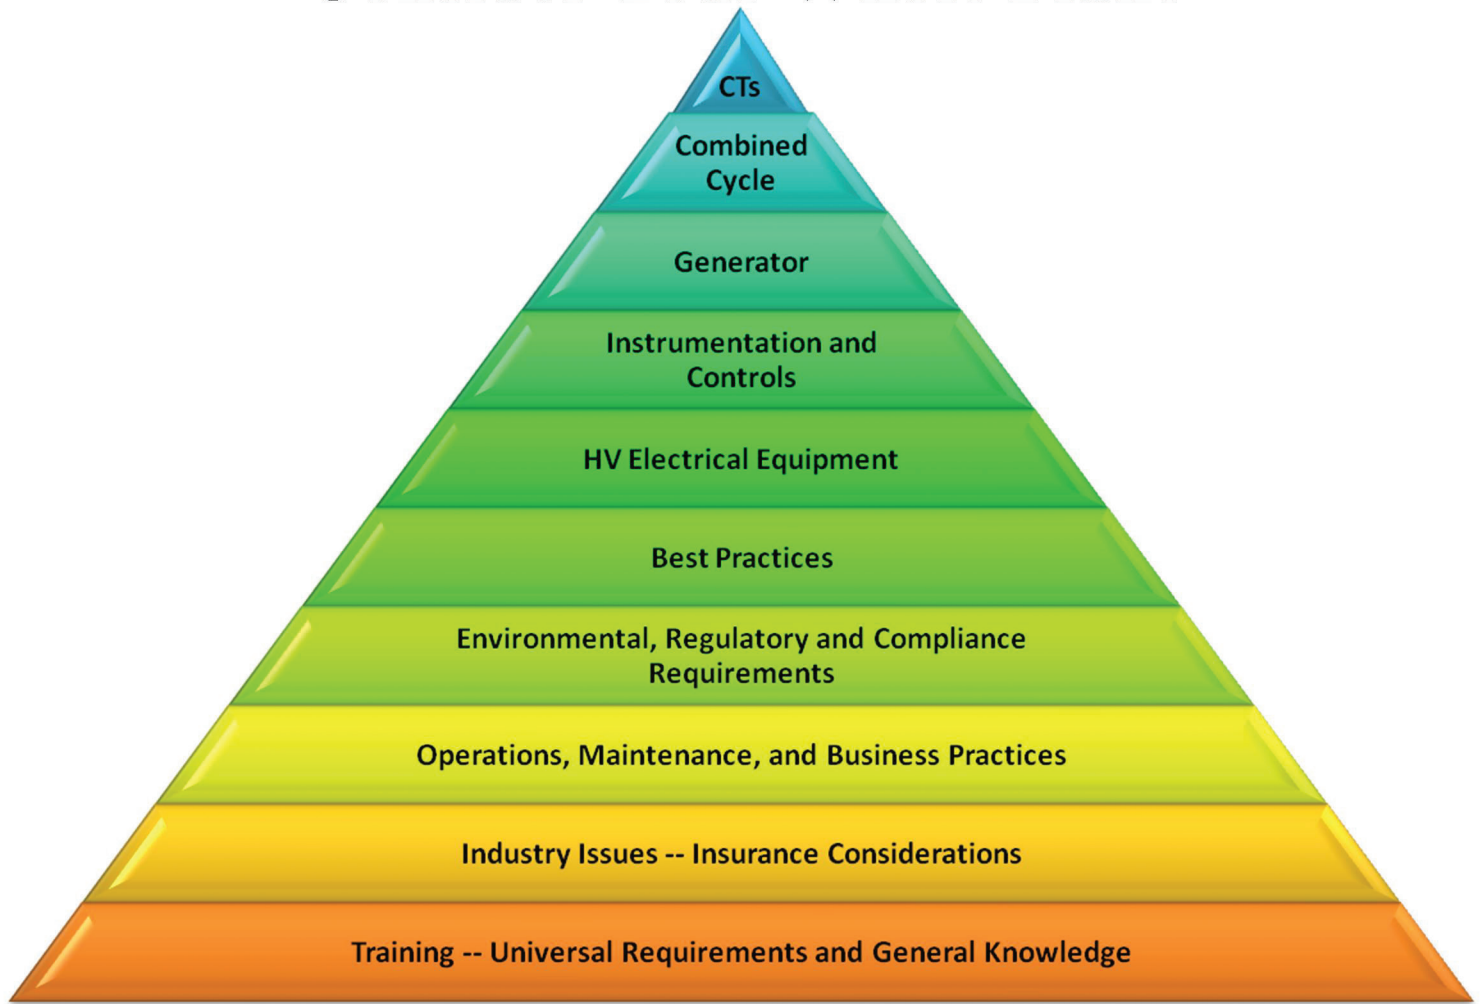 CTs
Combined
Cycle
Generator
Instrumentation and
Controls
HV Electrical Equipment
Best Practices
Environmental, Regulatory and Compliance
Requirements
Operations, Maintenance, and Business Practices
Industry Issues -- Insurance Considerations
Training -- Universal Requirements and General Knowledge